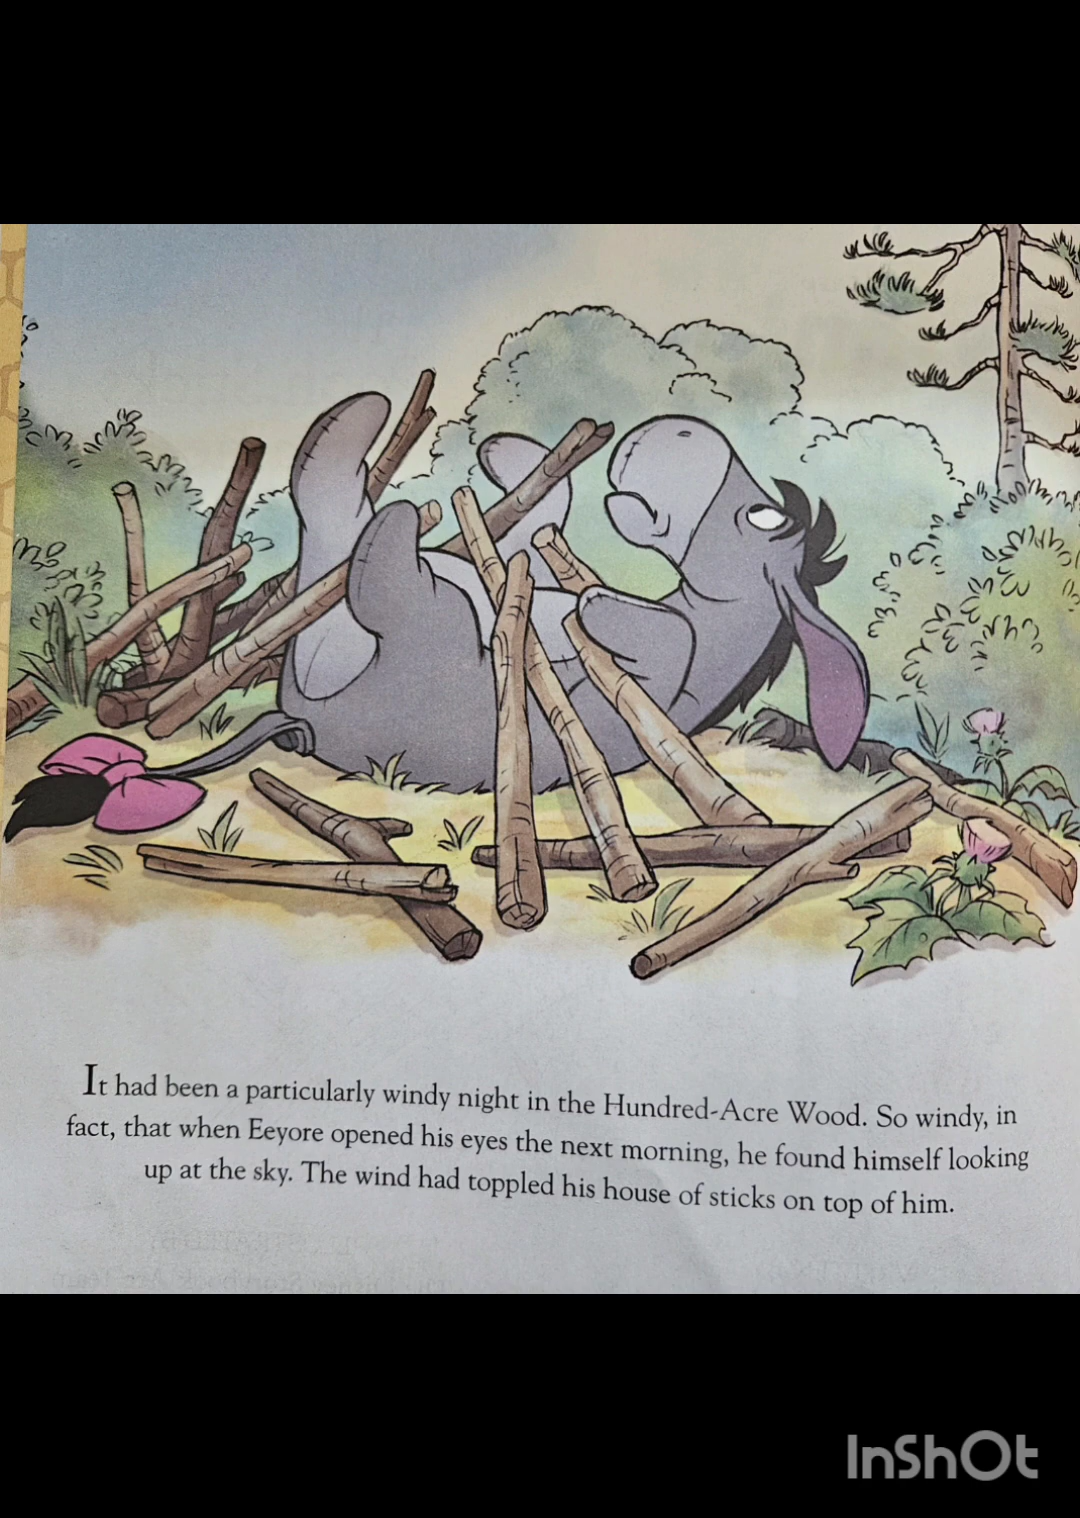 It had been a particularly windy night in the Hundred-Acre Wood. So windy, in
fact, that when Eeyore opened his eyes the next morning, he found himself looking
up at the sky. The wind had toppled his house of sticks on top of him.
InShOt